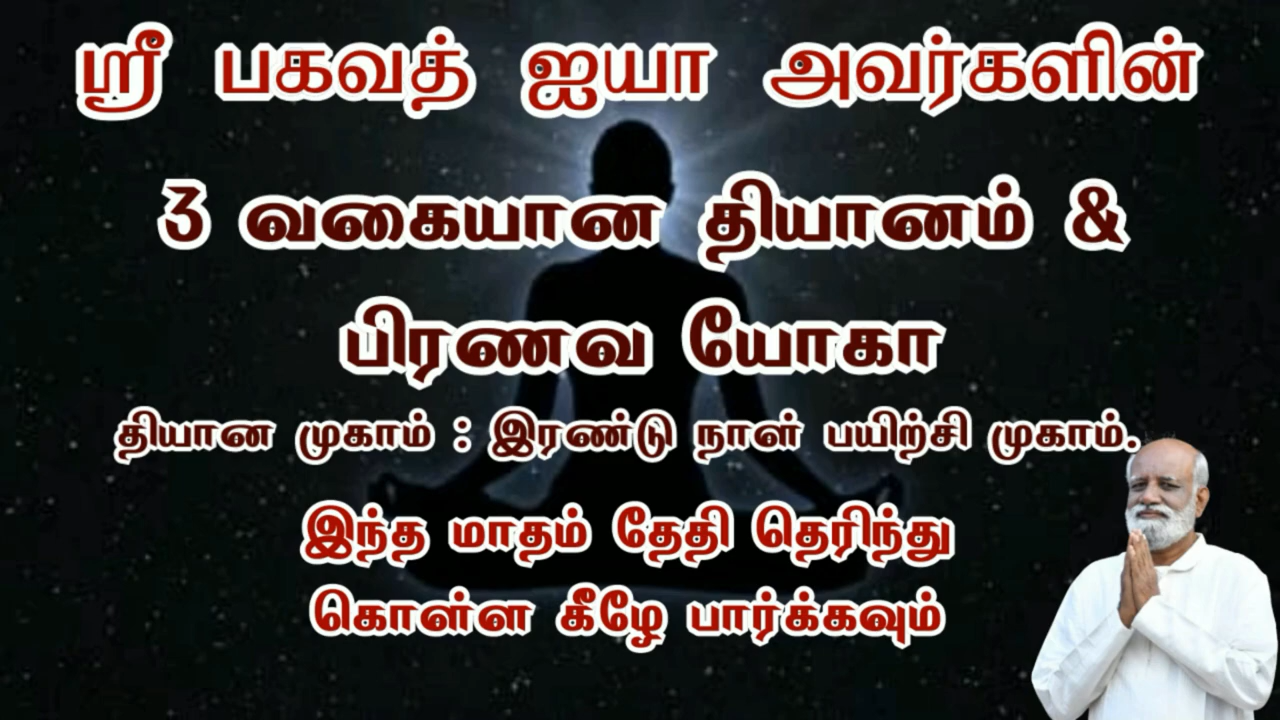 ஸ்ரீ பகவத் ஐயா அவர்களின்
3 வகையான தியானம் &
பிரணவ யோகா
தியான முகாம் : இரண்டு நாள் பயிற்சி முகாம்.
இந்த மாதம் தேதி தெரிந்து
கொள்ள கீழே பார்க்கவும்